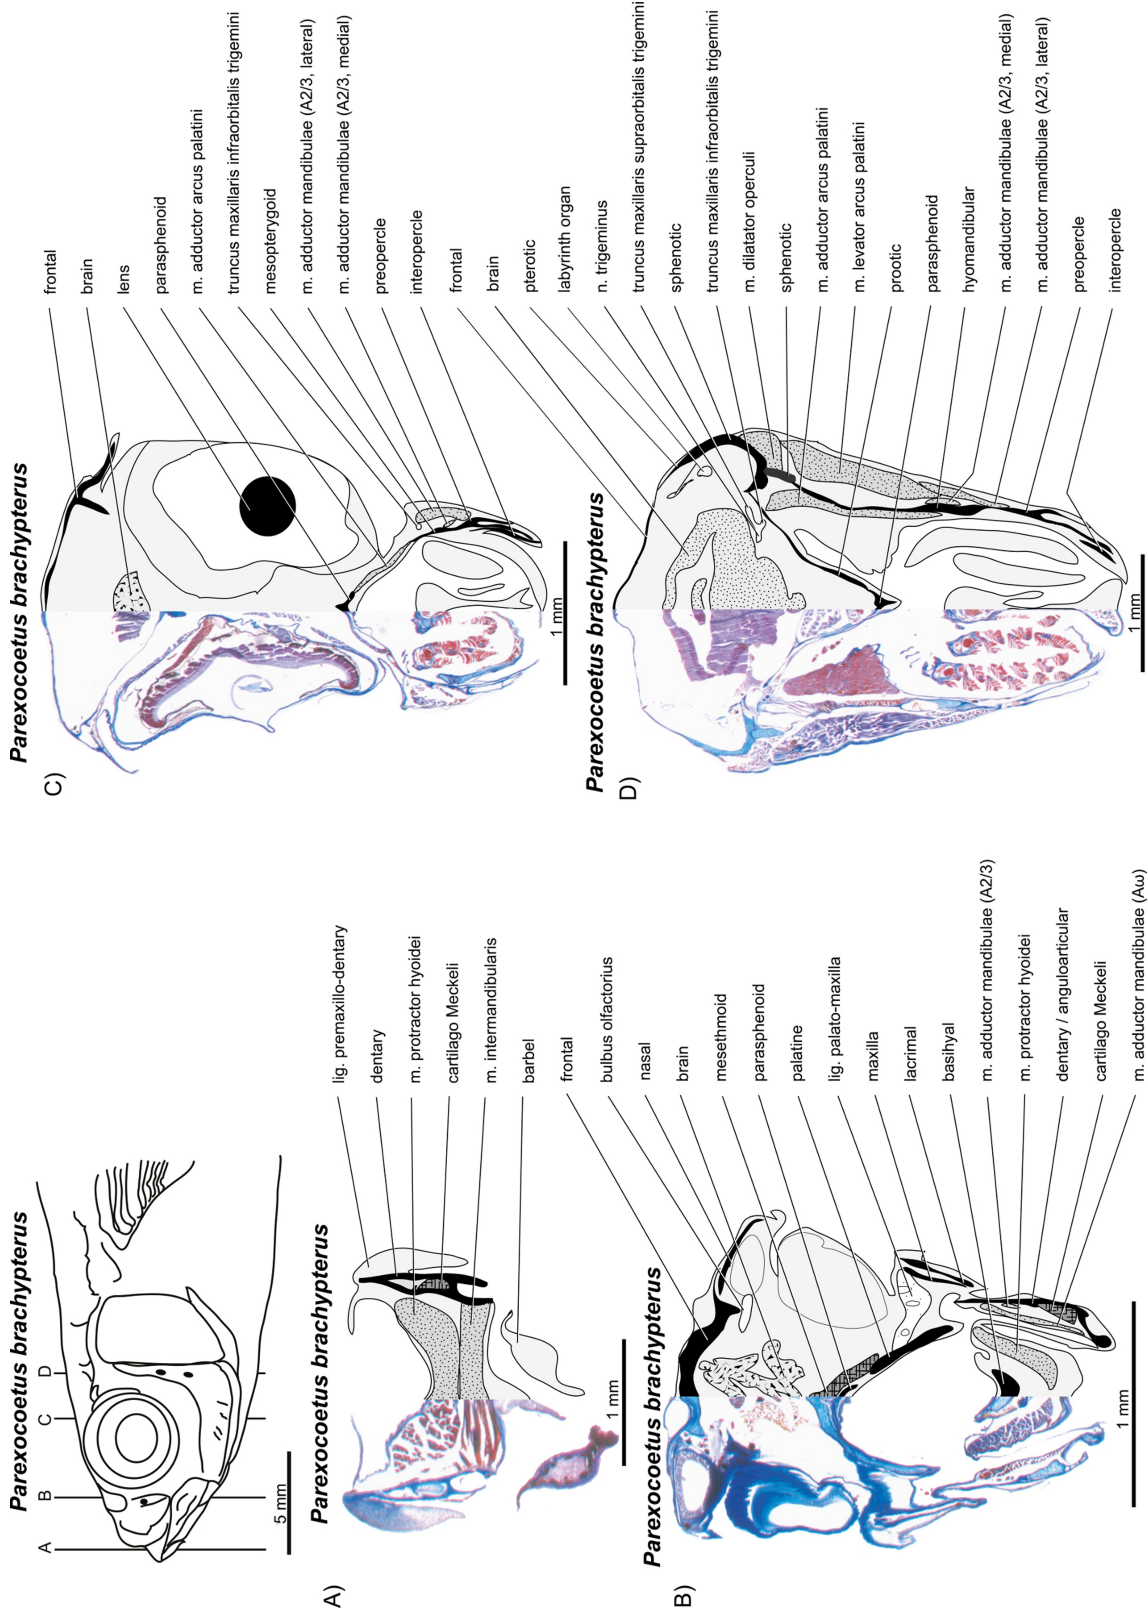 Parexocoetus brachypterus
A
B
C
D
5 mm
Parexocoetus brachypterus
A)
lig. premaxillo-dentary
dentary
m. protractor hyoidei
cartilago Meckeli
m. intermandibularis
barbel
1 mm
Parexocoetus brachypterus
B)
frontal
bulbus olfactorius
nasal
brain
mesethmoid
parasphenoid
palatine
lig. palato-maxilla
maxilla
lacrimal
basihyal
m. adductor mandibulae (A2/3)
m. protractor hyoidei
dentary / anguloarticular
cartilago Meckeli
m. adductor mandibulae (Aω)
1 mm
Parexocoetus brachypterus
C)
frontal
brain
lens
parasphenoid
m. adductor arcus palatini
truncus maxillaris infraorbitalis trigemini
mesopterygoid
m. adductor mandibulae (A2/3, lateral)
m. adductor mandibulae (A2/3, medial)
preopercle
interopercle
1 mm
Parexocoetus brachypterus
D)
frontal
brain
pterotic
labyrinth organ
n. trigeminus
truncus maxillaris supraorbitalis trigemini
sphenotic
truncus maxillaris infraorbitalis trigemini
m. dilatator operculi
sphenotic
m. adductor arcus palatini
m. levator arcus palatini
prootic
parasphenoid
hyomandibular
m. adductor mandibulae (A2/3, medial)
m. adductor mandibulae (A2/3, lateral)
preopercle
interopercle
1 mm